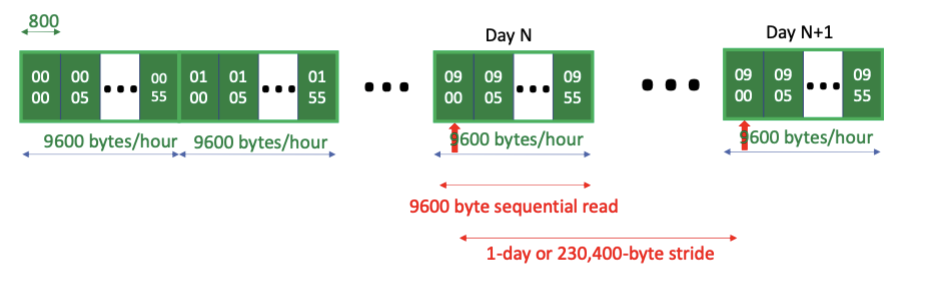 800
Day N
Day N+1
00 00 00 01 01 01 09 09 09 09 09 09
00 05 ... 55 00 05 ... 55 ... 00 05 ... 55 ... 00 05 ... 55
9600 bytes/hour 9600 bytes/hour 9600 bytes/hour 9600 bytes/hour
9600 byte sequential read
1-day or 230,400-byte stride